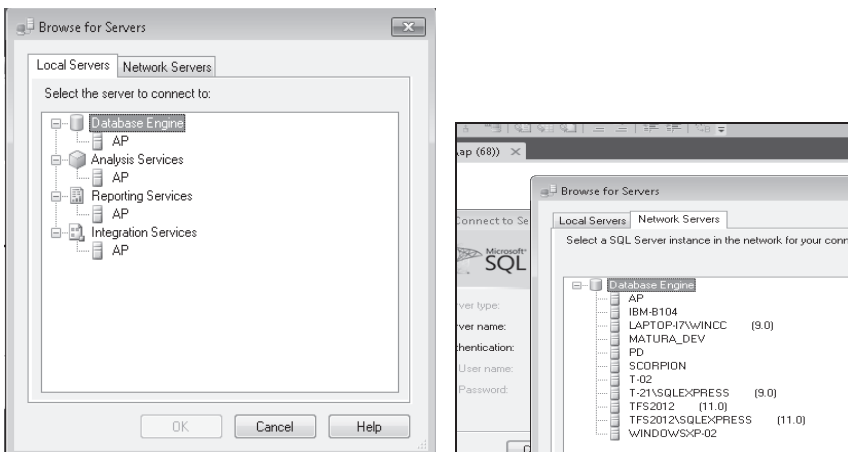 Browse for Servers
Local Servers Network Servers
Select the server to connect to:
Database Engine
AP
Analysis Services
AP
Reporting Services
AP
Integration Services
AP
OK Cancel Help
\ap (68))
Browse for Servers
Connect to Se
Local Servers Network Servers
Select a SQL Server instance in the network for your conn
Microsoft
SQL
Database Engine
AP
IBM-B104
LAPTOP-I7\WINCC (9.0)
MATURA_DEV
PD
SCORPION
T-02
T-21\SQLEXPRESS (9.0)
TFS2012 (11.0)
TFS2012\SQLEXPRESS (11.0)
WINDOWSXP-02
ver type:
ver name:
thentication:
User name:
Password: